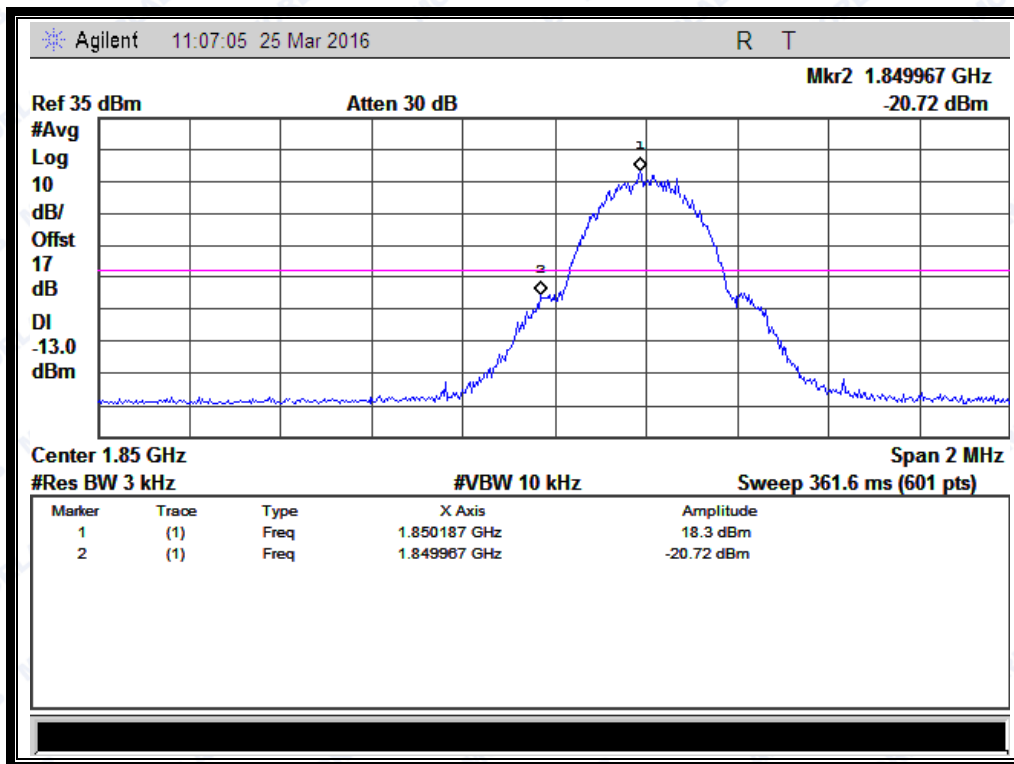 Agilent 11:07:05 25 Mar 2016 R T
Mkr2 1.849967 GHz
Ref 35 dBm Atten 30 dB -20.72 dBm
#Avg
Log
10
dB/
Offst
17
dB
DI
-13.0
dBm
1
2
Center 1.85 GHz Span 2 MHz
#Res BW 3 kHz #VBW 10 kHz Sweep 361.6 ms (601 pts)
Marker Trace Type X Axis Amplitude
1 (1) Freq 1.850187 GHz 18.3 dBm
2 (1) Freq 1.849967 GHz -20.72 dBm